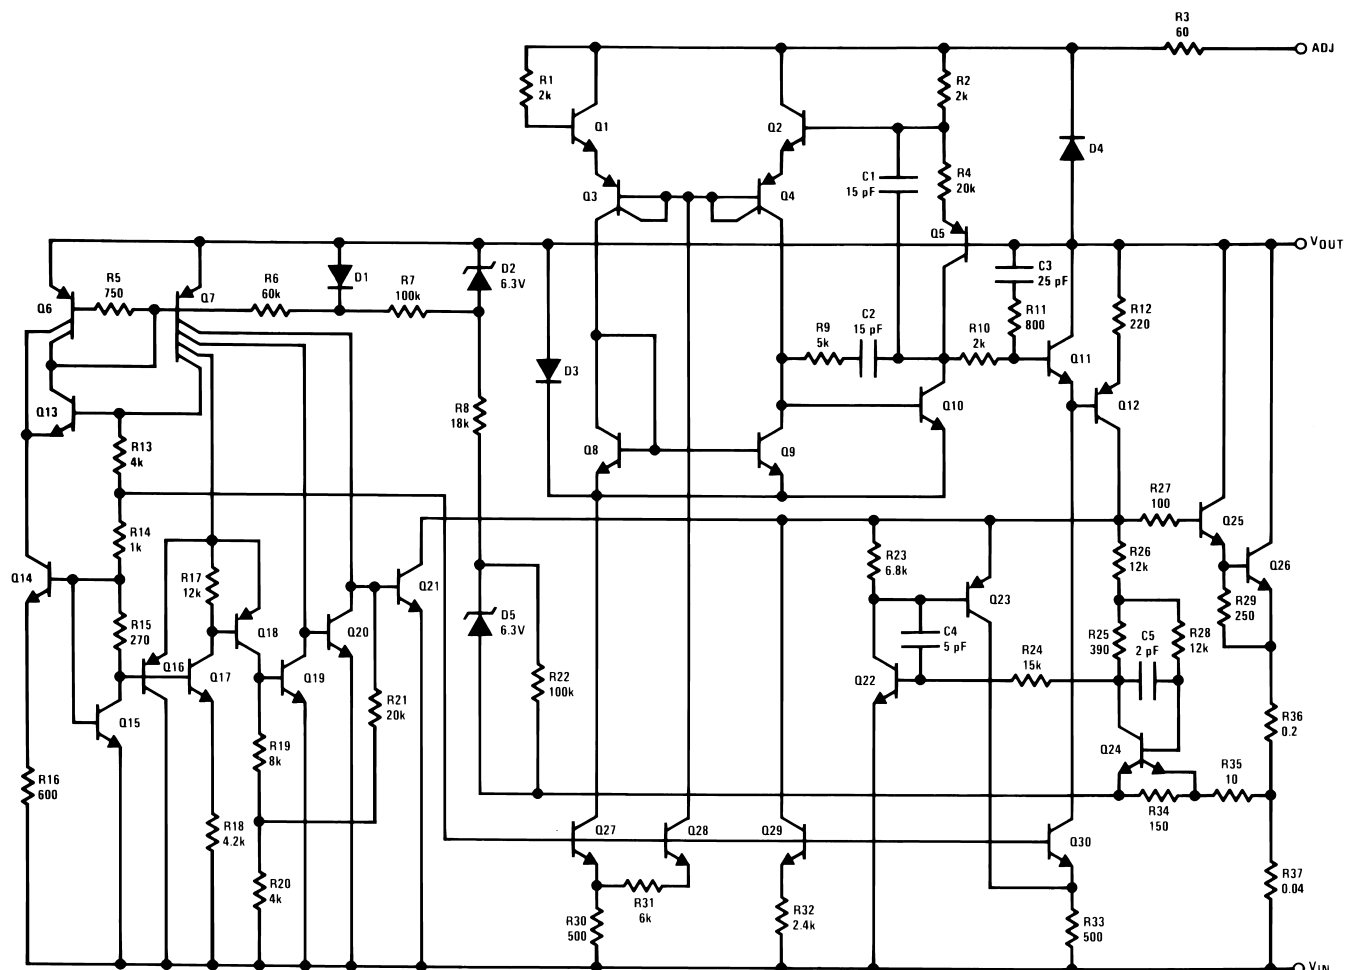 R3
60
ADJ
R1
2k
Q1
Q2
R2
2k
D4
Q3
Q4
C1
15 pF
R4
20k
Q5
VOUT
R5
750
Q6
Q7
R6
60k
D1
R7
100k
D2
6.3V
C3
25 pF
R11
800
R12
220
R9
5k
C2
15 pF
R10
2k
Q11
D3
Q10
Q12
Q13
R8
18k
R13
4k
Q8
Q9
R27
100
Q25
R14
1k
Q14
R17
12k
Q21
R23
6.8k
Q23
R26
12k
Q26
R29
250
R15
270
Q16
Q17
Q18
Q19
Q20
D5
6.3V
C4
5 pF
R25
390
C5
2 pF
R28
12k
R24
15k
Q22
R22
100k
R21
20k
Q15
R19
8k
Q24
R36
0.2
R35
10
R34
150
R16
600
R18
4.2k
Q27
Q28
Q29
Q30
R20
4k
R31
6k
R30
500
R32
2.4k
R33
500
R37
0.04
VIN